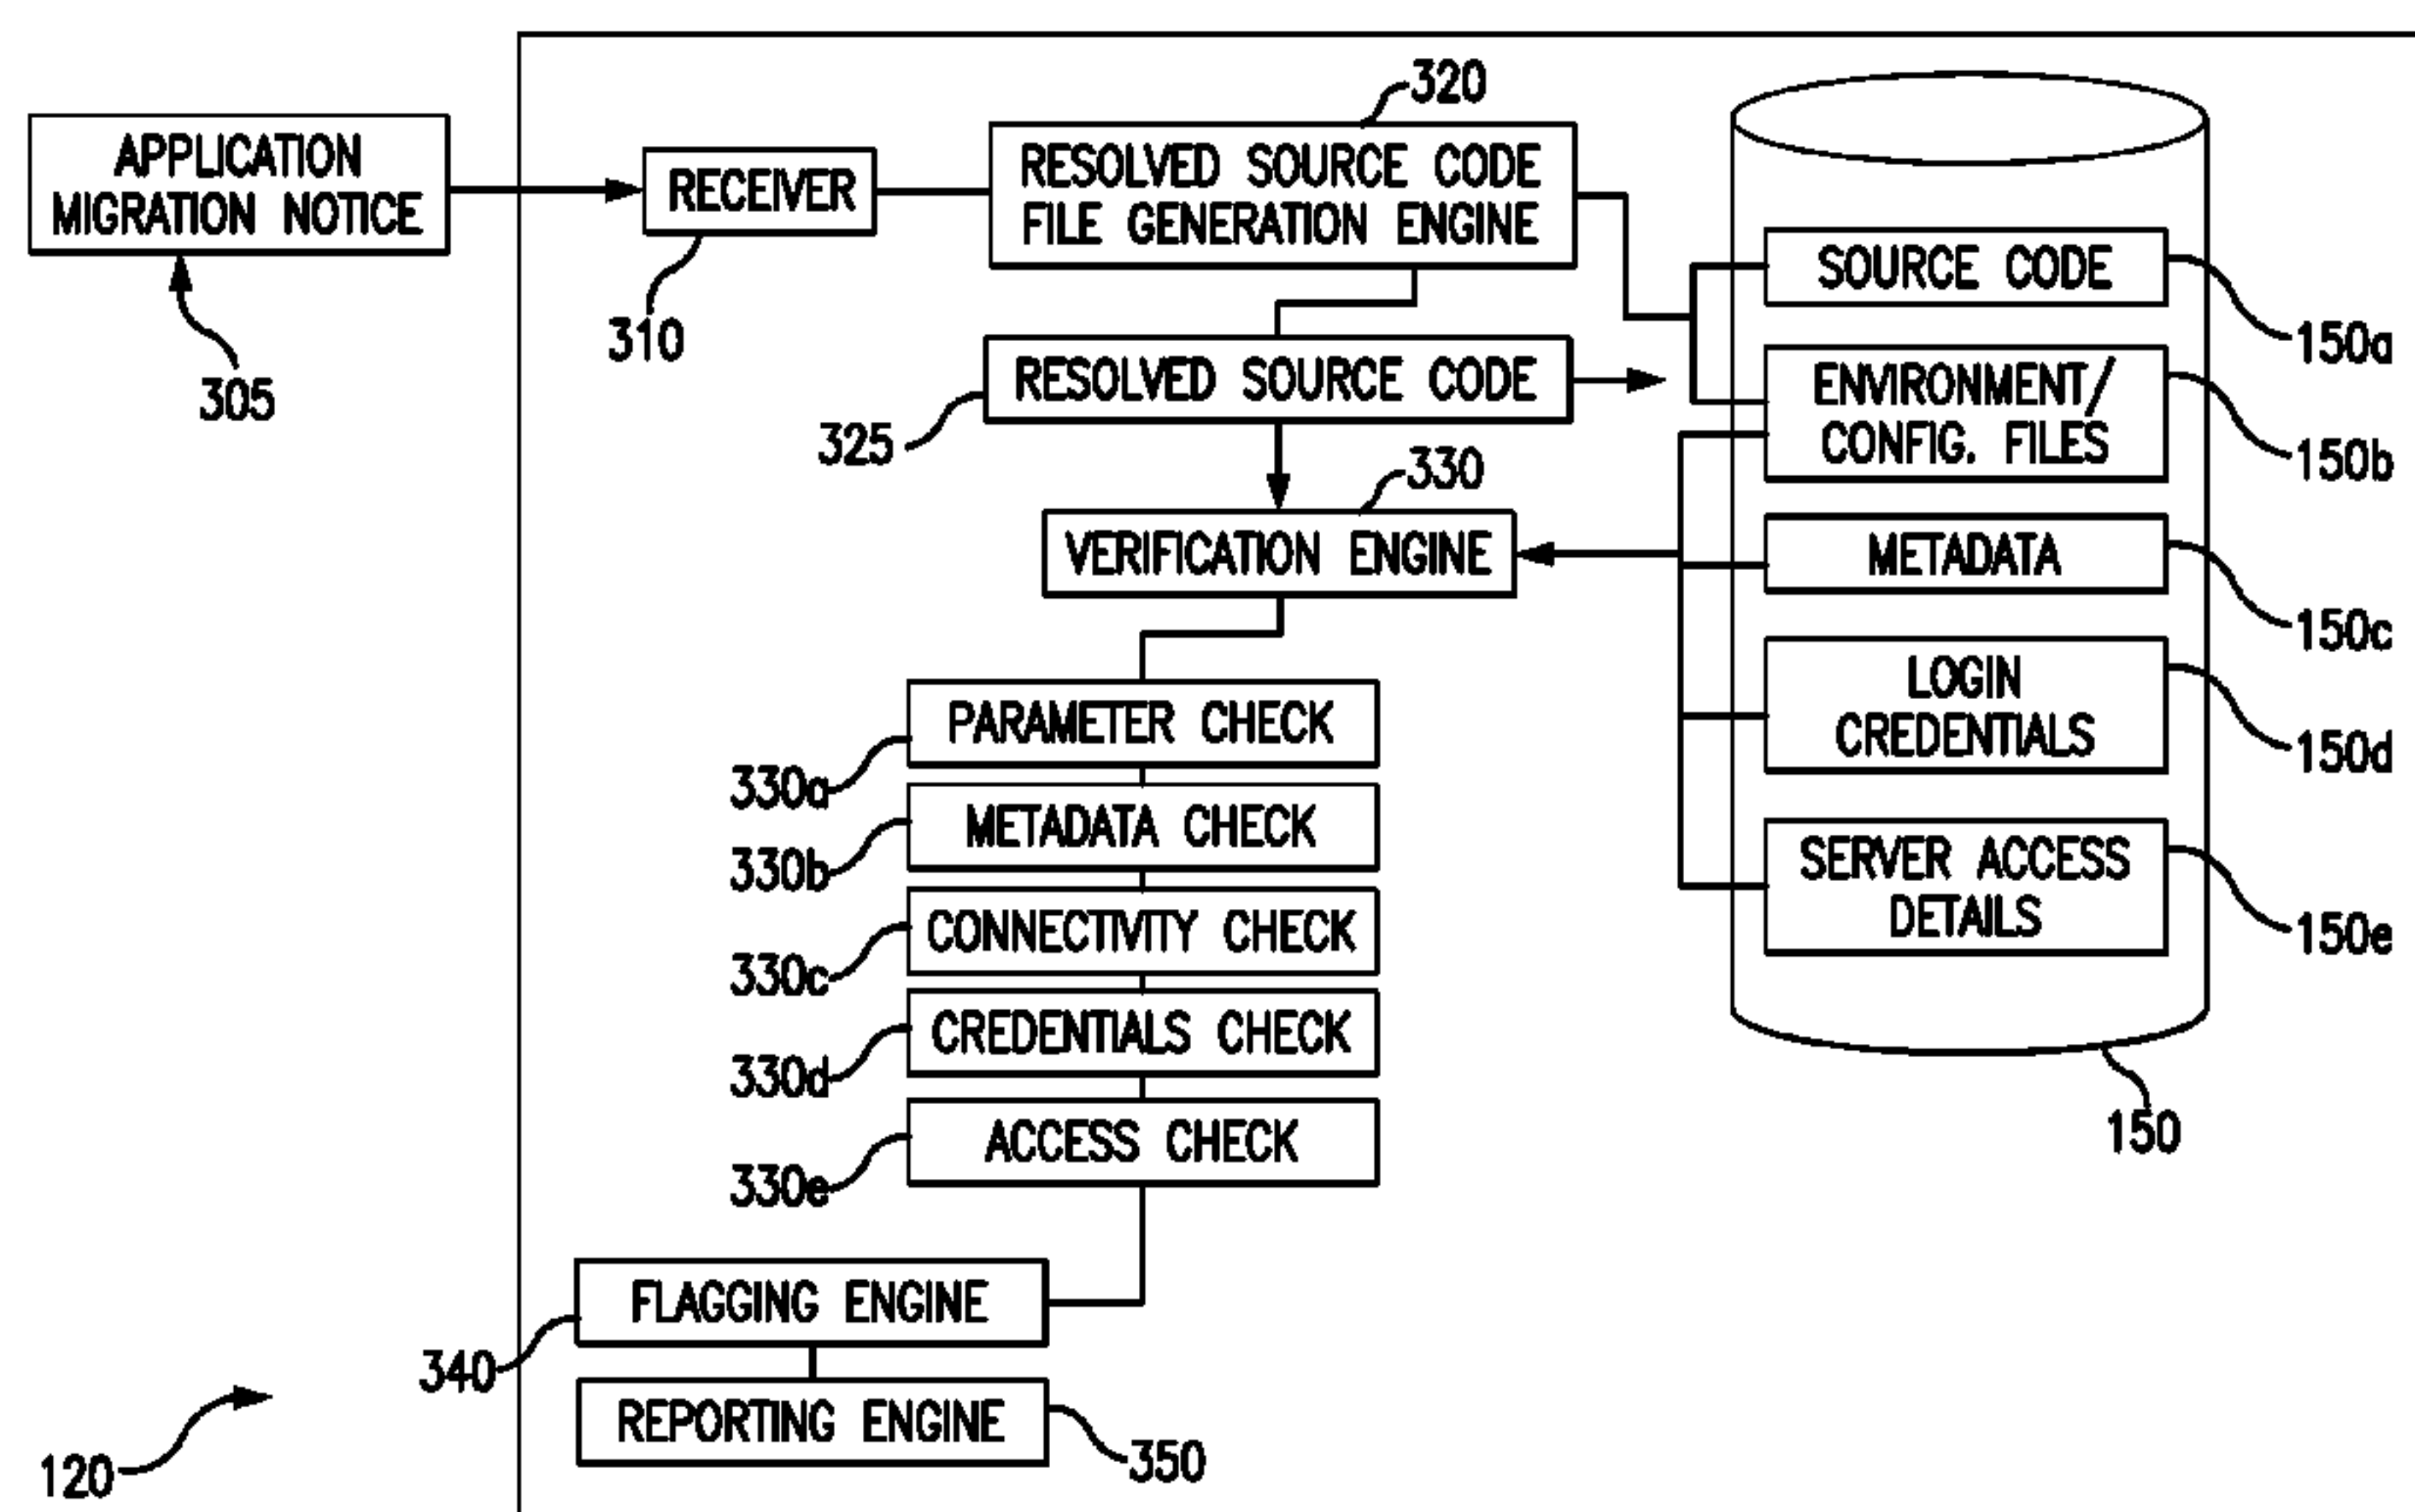 320
APPLICATION
MIGRATION NOTICE
RECEIVER
RESOLVED SOURCE CODE
FILE GENERATION ENGINE
SOURCE CODE
310
150a
305
RESOLVED SOURCE CODE
ENVIRONMENT/
CONFIG. FILES
325
150b
330
VERIFICATION ENGINE
METADATA
150c
LOGIN
CREDENTIALS
PARAMETER CHECK
150d
330a
METADATA CHECK
330b
SERVER ACCESS
DETAILS
CONNECTIVITY CHECK
150e
330c
CREDENTIALS CHECK
330d
ACCESS CHECK
150
330e
FLAGGING ENGINE
340
REPORTING ENGINE
350
120